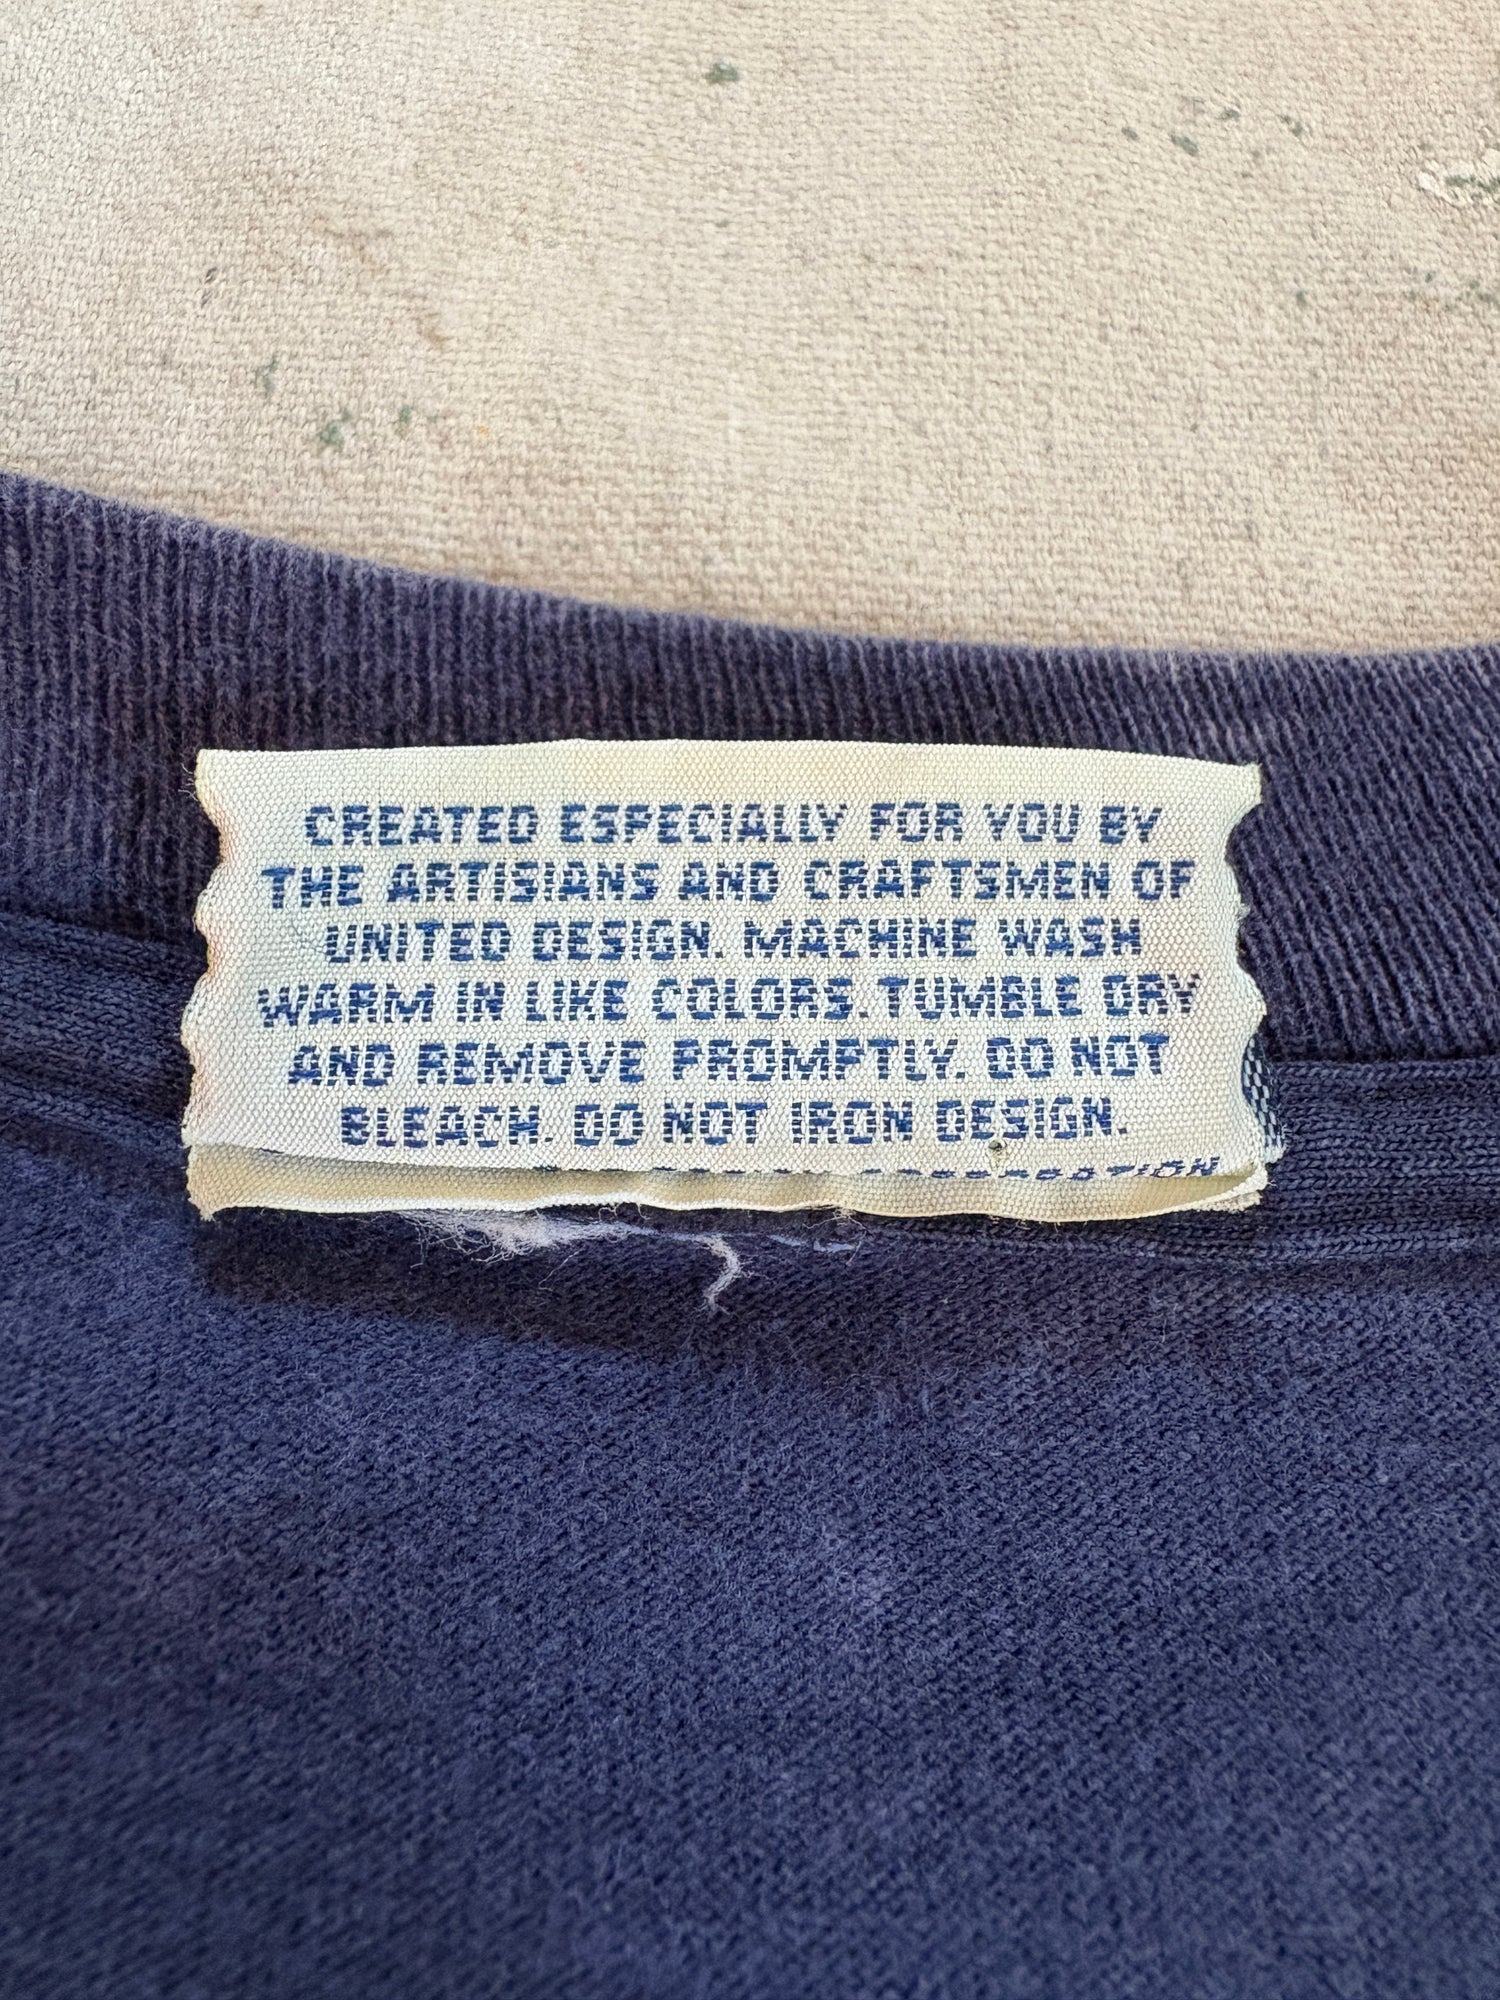 CREATED ESPECIALLY FOR YOU BY
THE ARTISIANS AND CRAFTSMEN OF
UNITED DESIGN. MACHINE WASH
WARM IN LIKE COLORS. TUMBLE DRY
AND REMOVE PROMPTLY. DO NOT
BLEACH. DO NOT IRON DESIGN.